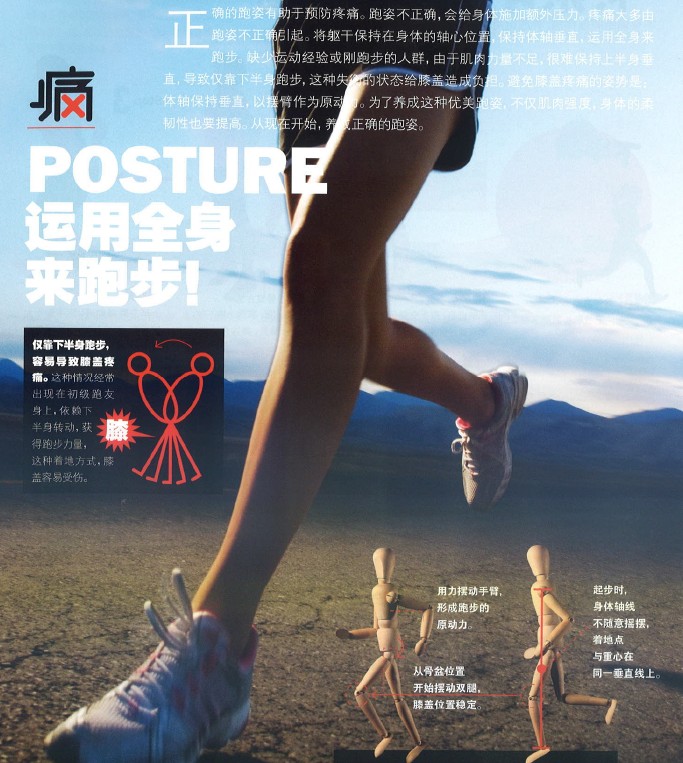 正确的跑姿有助于预防疼痛。跑姿不正确，会给身体施加额外压力。疼痛大多由
跑姿不正确引起。将躯干保持在身体的轴心位置，保持体轴垂直，运用全身来
跑步。缺少运动经验或刚跑步的人群，由于肌肉力量不足，很难保持上半身垂
直，导致仅靠下半身跑步，这种失衡的状态给膝盖造成负担。避免膝盖疼痛的姿势是，
体轴保持垂直，以摆臂作为原动力。为了养成这种优美跑姿，不仅肌肉强度，身体的柔
韧性也要提高。从现在开始，养成正确的跑姿。
POSTURE
运用全身
来跑步！
仅靠下半身跑步，
容易导致膝盖疼
痛。这种情况经常
出现在初级跑友
身上，依赖下
半身转动，获
得跑步力量，
这种着地方式，膝
盖容易受伤。
膝
用力摆动手臂，
形成跑步的
原动力。
从骨盆位置
开始摆动双腿，
膝盖位置稳定。
起步时，
身体轴线
不随意摇摆，
着地点
与重心在
同一垂直线上。